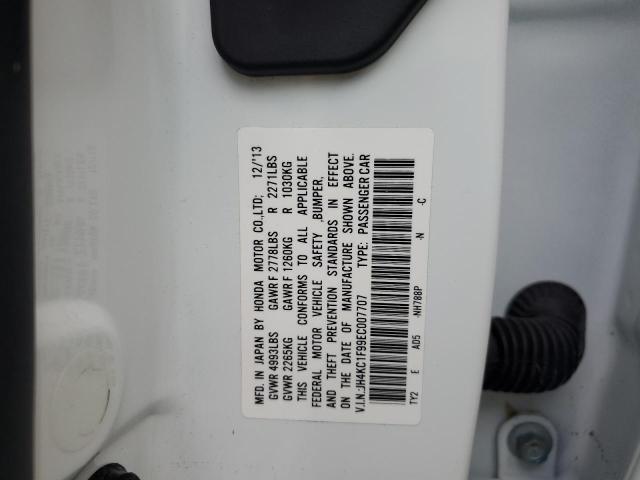 MFD. IN JAPAN BY HONDA MOTOR CO.,LTD: 12/'13
GVWR 4993LBS GAWR F 2778LBS R 2271LBS
GVWR 2265KG GAWR F 1260KG R 1030KG
THIS VEHICLE CONFORMS TO ALL APPLICABLE
FEDERAL MOTOR VEHICLE SAFETY ,BUMPER,
AND THEFT PREVENTION STANDARDS IN EFFECT
ON THE DATE OF MANUFACTURE SHOWN ABOVE.
V.I.N.:JH4KC1F99EC007707 TYPE: PASSENGER CAR
TY2 E AD5 -NH788P -N -C